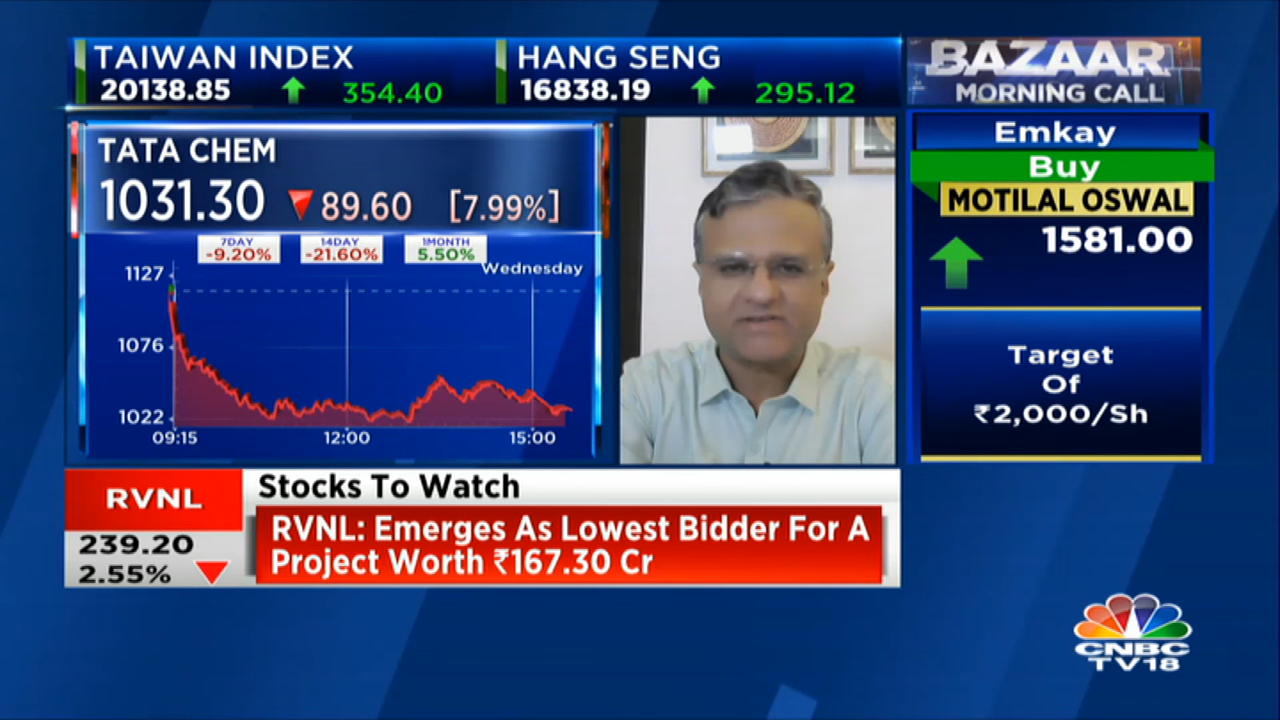 TAIWAN INDEX
20138.85 354.40
HANG SENG
16838.19 295.12
BAZAAR
MORNING CALL
TATA CHEM
1031.30 89.60 [7.99%]
7DAY
-9.20%
14DAY
-21.60%
1MONTH
5.50%
Wednesday
1127
1076
1022
09:15 12:00 15:00
Emkay
Buy
MOTILAL OSWAL
1581.00
Target
Of
₹2,000/Sh
RVNL
239.20
2.55%
Stocks To Watch
RVNL: Emerges As Lowest Bidder For A
Project Worth ₹167.30 Cr
CNBC
TV18